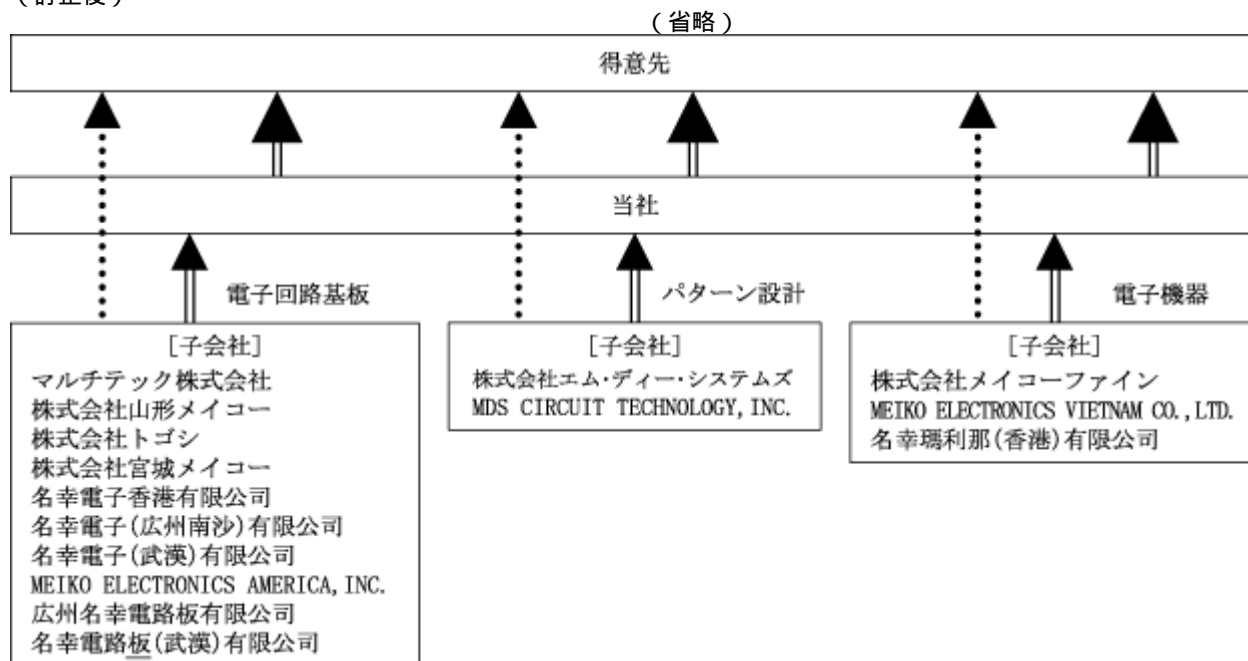 （訂正後）
（省略）
得意先
当社
電子回路基板
パターン設計
電子機器
[子会社]
マルチテック株式会社
株式会社山形メイコー
株式会社トゴシ
株式会社宮城メイコー
名幸電子香港有限公司
名幸電子(広州南沙)有限公司
名幸電子(武漢)有限公司
MEIKO ELECTRONICS AMERICA,INC.
広州名幸電路板有限公司
名幸電路板(武漢)有限公司
[子会社]
株式会社エム・ディー・システムズ
MDS CIRCUIT TECHNOLOGY,INC.
[子会社]
株式会社メイコーファイン
MEIKO ELECTRONICS VIETNAM CO.,LTD.
名幸瑪利那(香港)有限公司